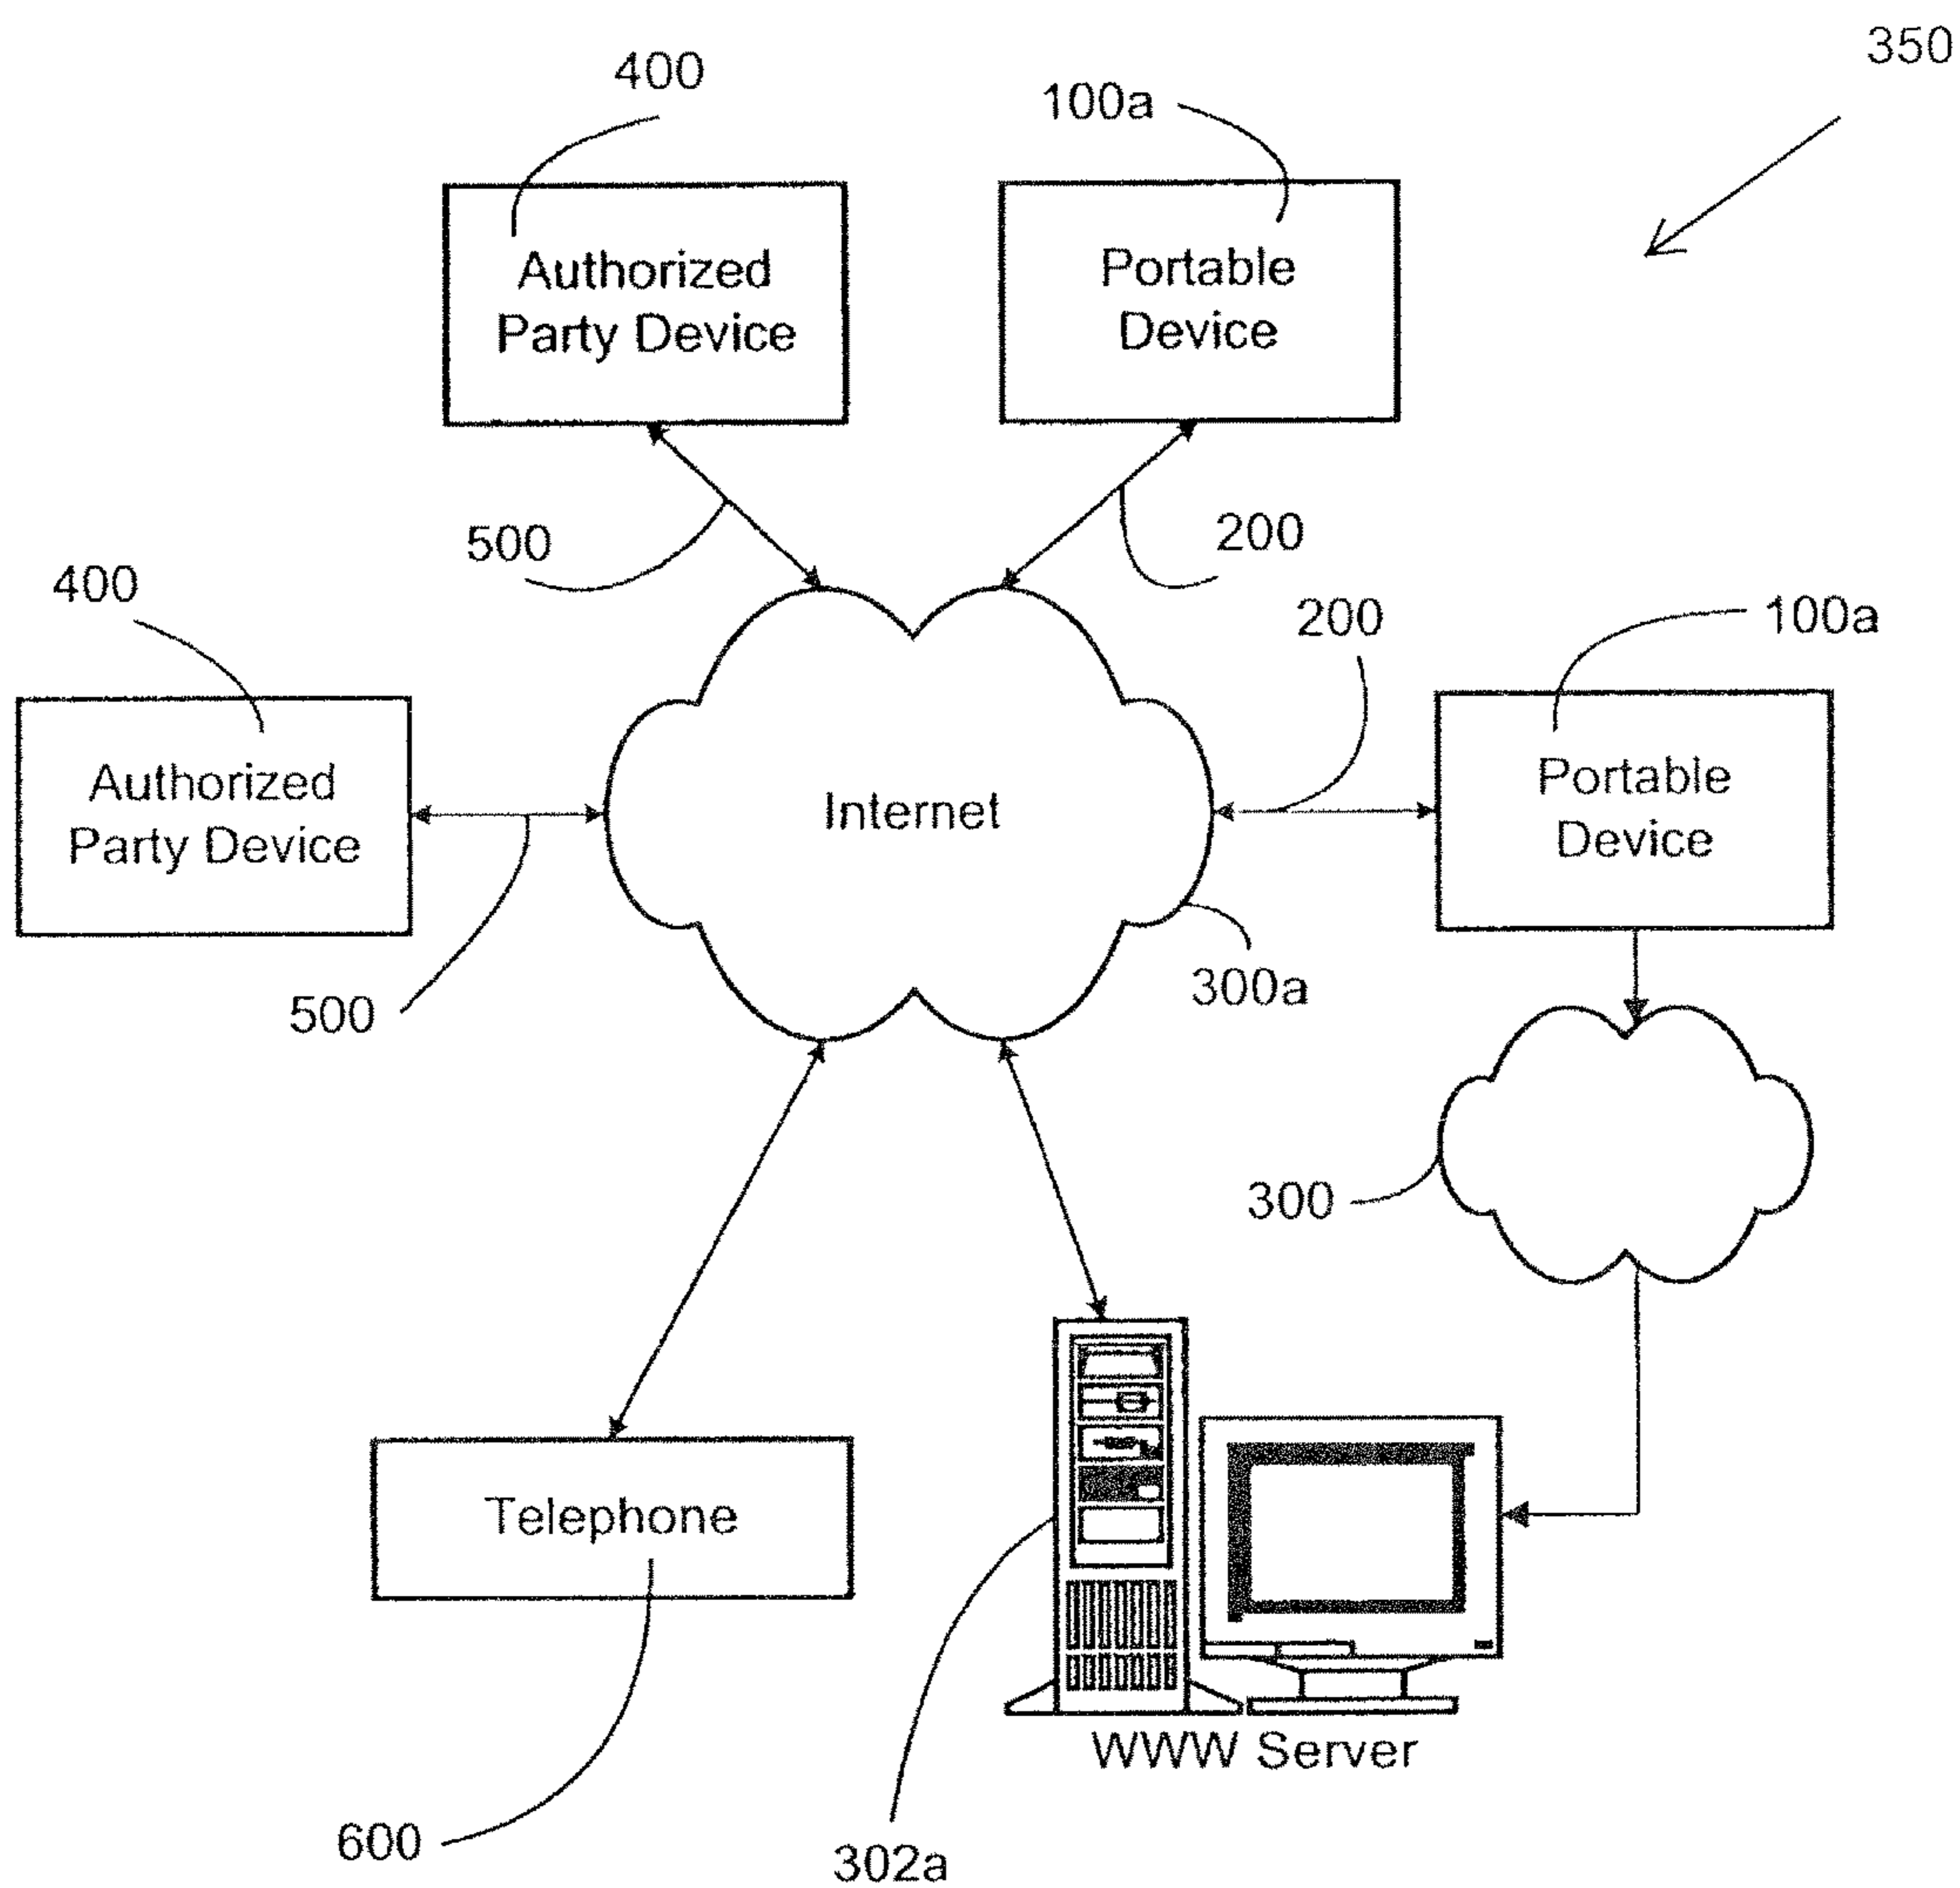 350
400
100a
Authorized
Party Device
Portable
Device
500
200
400
200
100a
Authorized
Party Device
Internet
Portable
Device
500
300a
300
Telephone
WWW Server
600
302a